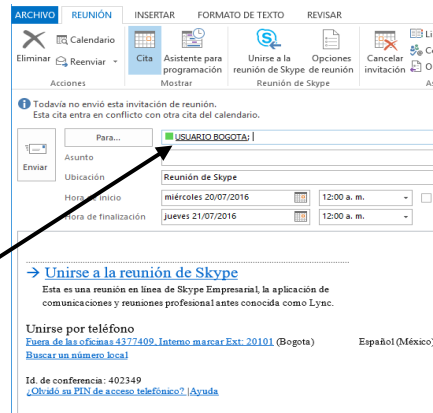 ARCHIVO REUNIÓN INSERTAR FORMATO DE TEXTO REVISAR
Eliminar
Calendario
Reenviar
Acciones
Cita
Asistente para programación
Mostrar
Unirse a la reunión de Skype
Opciones de reunión
Reunión de Skype
Cancelar invitación
Todavía no envió esta invitación de reunión.
Esta cita entra en conflicto con otra cita del calendario.
Enviar
Para... USUARIO BOGOTA;
Asunto
Ubicación Reunión de Skype
Hora de inicio miércoles 20/07/2016 12:00 a. m.
Hora de finalización jueves 21/07/2016 12:00 a. m.
→ Unirse a la reunión de Skype
Esta es una reunión en línea de Skype Empresarial, la aplicación de
comunicaciones y reuniones profesional antes conocida como Lync.
Unirse por teléfono
Fuera de las oficinas 4377409, Interno marcar Ext: 20101 (Bogota) Español (México)
Buscar un número local
Id. de conferencia: 402349
¿Olvidó su PIN de acceso telefónico? |Ayuda